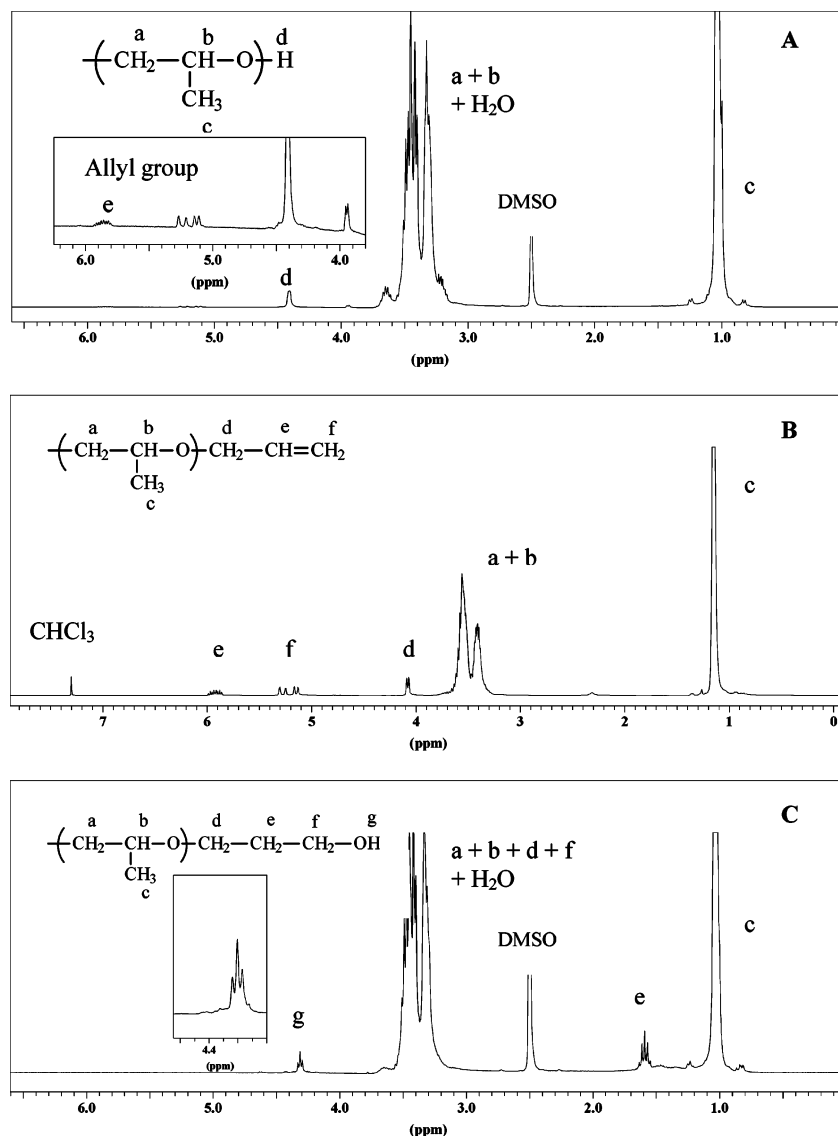 A
a b d
( CH₂ – CH – O ) H
CH₃
c
a + b
+ H₂O
Allyl group
e
DMSO
c
6.0 5.0 4.0
(ppm)
d
6.0 5.0 4.0 3.0 2.0 1.0
(ppm)
B
a b d e f
( CH₂ – CH – O ) CH₂ – CH=CH₂
CH₃
c
c
a + b
CHCl₃
e f d
7 6 5 4 3 2 1 0
(ppm)
C
a b d e f g
( CH₂ – CH – O ) CH₂ – CH₂ – CH₂ – OH
CH₃
c
a + b + d + f
+ H₂O
c
DMSO
e
g
4.4
(ppm)
6.0 5.0 4.0 3.0 2.0 1.0
(ppm)